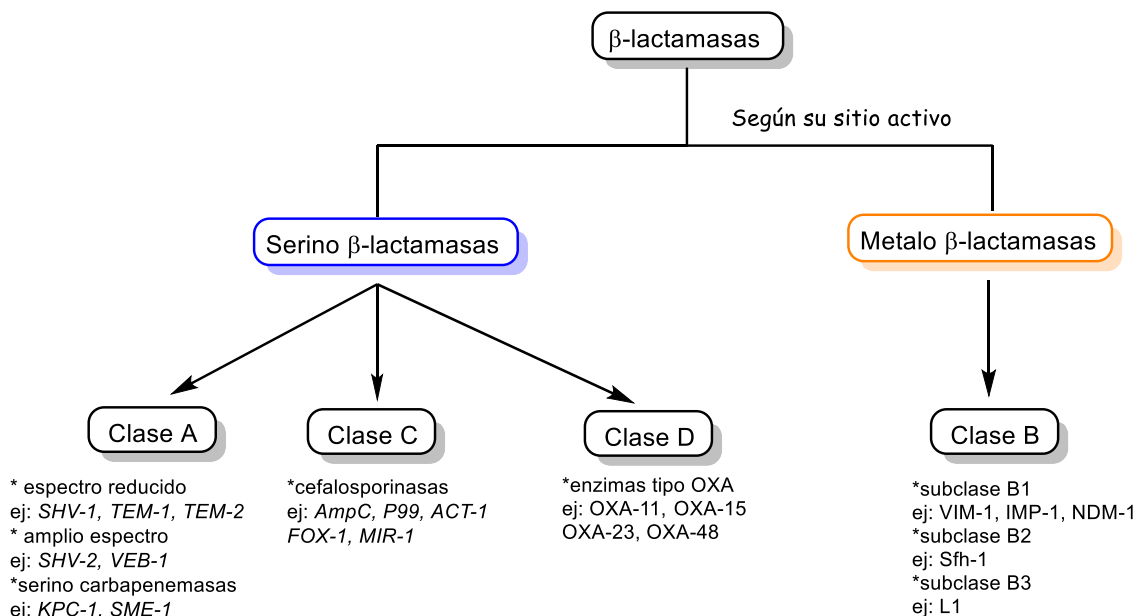 β-lactamasas
Según su sitio activo
Serino β-lactamasas
Metalo β-lactamasas
Clase A
Clase C
Clase D
Clase B
* espectro reducido
ej: SHV-1, TEM-1, TEM-2
* amplio espectro
ej: SHV-2, VEB-1
*serino carbapenemasas
ej: KPC-1, SME-1
*cefalosporinasas
ej: AmpC, P99, ACT-1
FOX-1, MIR-1
*enzimas tipo OXA
ej: OXA-11, OXA-15
OXA-23, OXA-48
*subclase B1
ej: VIM-1, IMP-1, NDM-1
*subclase B2
ej: Sfh-1
*subclase B3
ej: L1